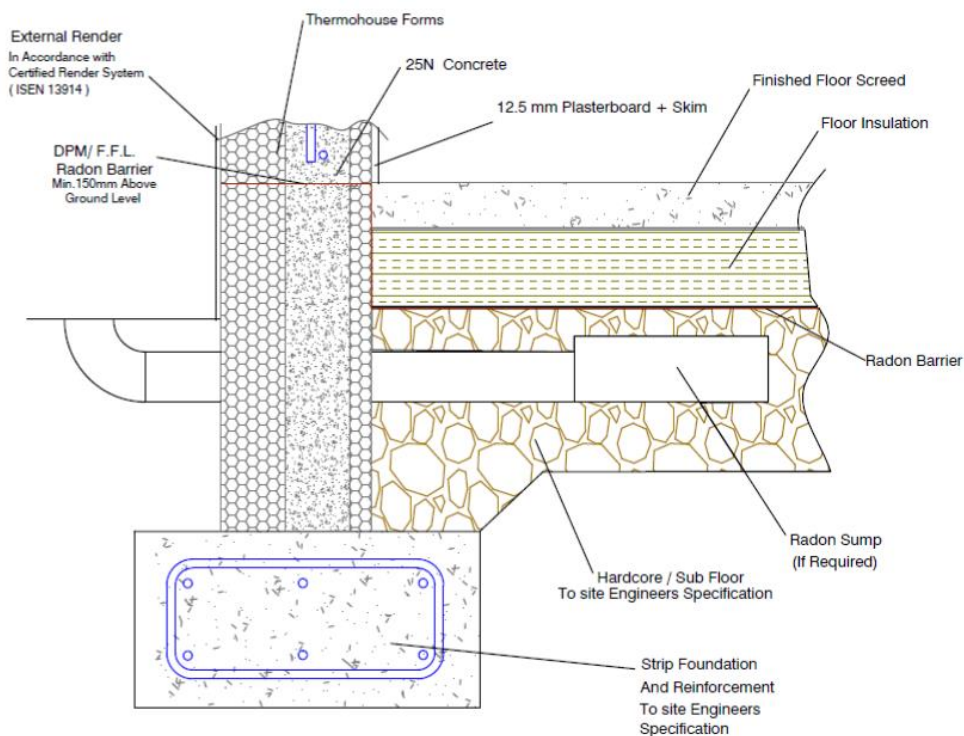 Thermohouse Forms
External Render
In Accordance with
Certified Render System
( ISEN 13914 )
25N Concrete
12.5 mm Plasterboard + Skim
Finished Floor Screed
Floor Insulation
DPM/ F.F.L.
Radon Barrier
Min.150mm Above
Ground Level
Radon Barrier
Radon Sump
(If Required)
Hardcore / Sub Floor
To site Engineers Specification
Strip Foundation
And Reinforcement
To site Engineers
Specification